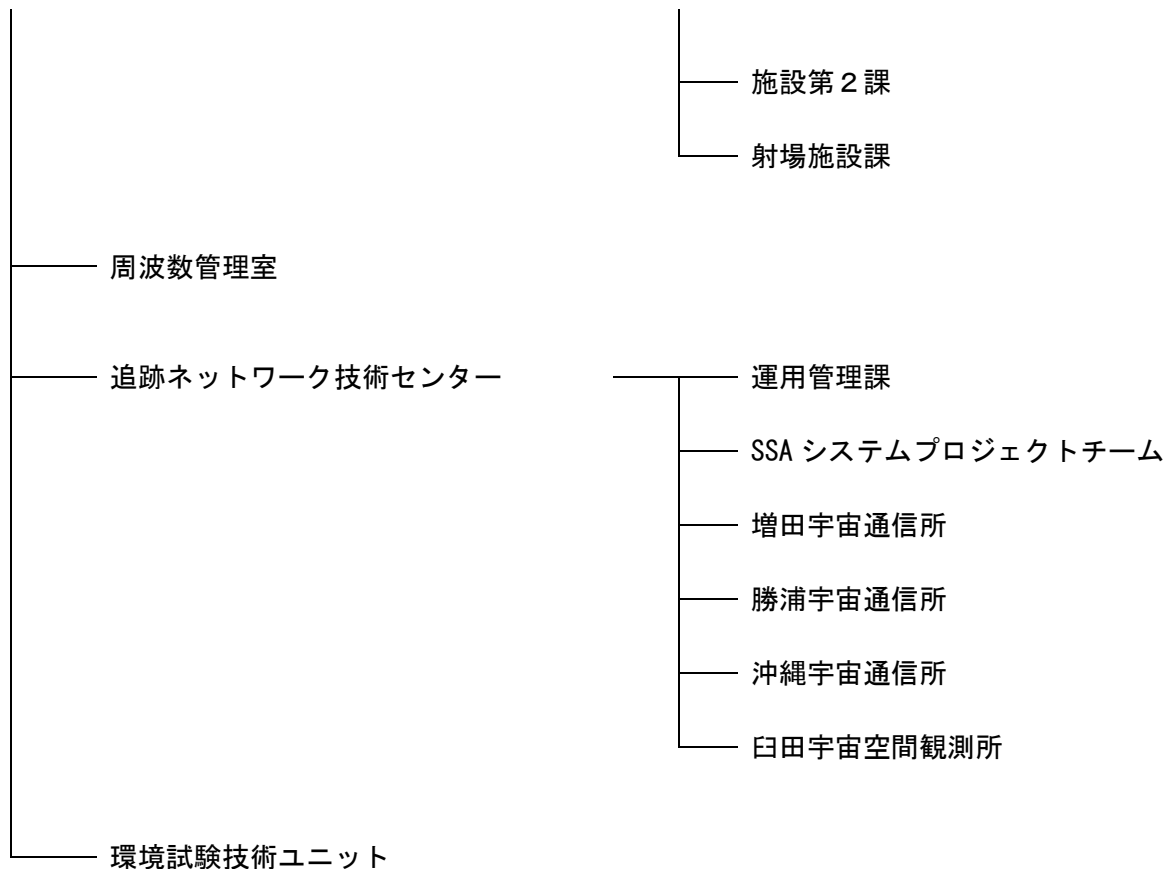 施設第２課
射場施設課
周波数管理室
追跡ネットワーク技術センター
運用管理課
SSA システムプロジェクトチーム
増田宇宙通信所
勝浦宇宙通信所
沖縄宇宙通信所
臼田宇宙空間観測所
環境試験技術ユニット